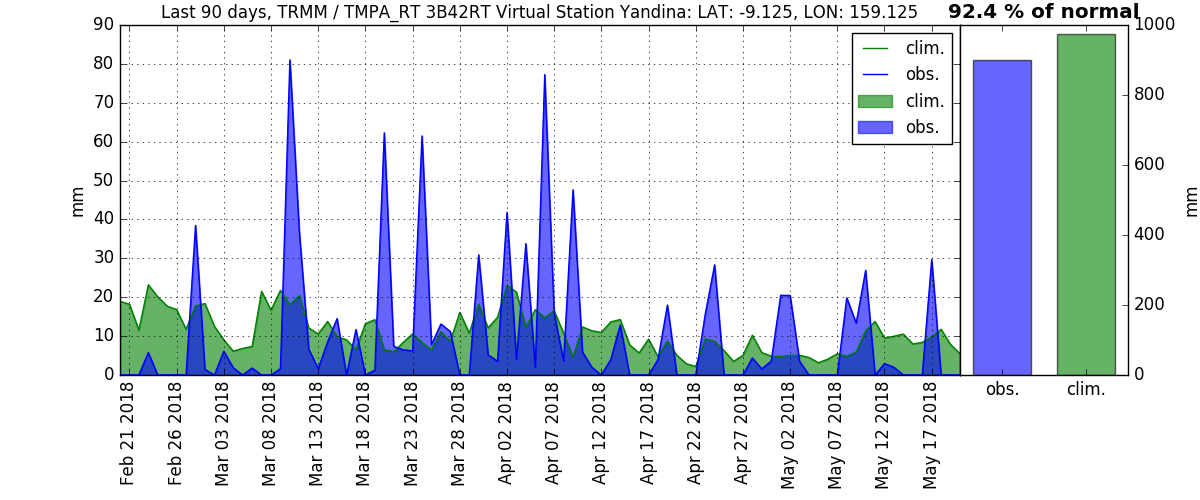 Last 90 days, TRMM / TMPA_RT 3B42RT Virtual Station Yandina: LAT: -9.125, LON: 159.125
92.4 % of normal
90
80
70
60
50
40
30
20
10
0
mm
clim.
obs.
clim.
obs.
1000
800
600
400
200
0
mm
obs.
clim.
Feb 21 2018
Feb 26 2018
Mar 03 2018
Mar 08 2018
Mar 13 2018
Mar 18 2018
Mar 23 2018
Mar 28 2018
Apr 02 2018
Apr 07 2018
Apr 12 2018
Apr 17 2018
Apr 22 2018
Apr 27 2018
May 02 2018
May 07 2018
May 12 2018
May 17 2018